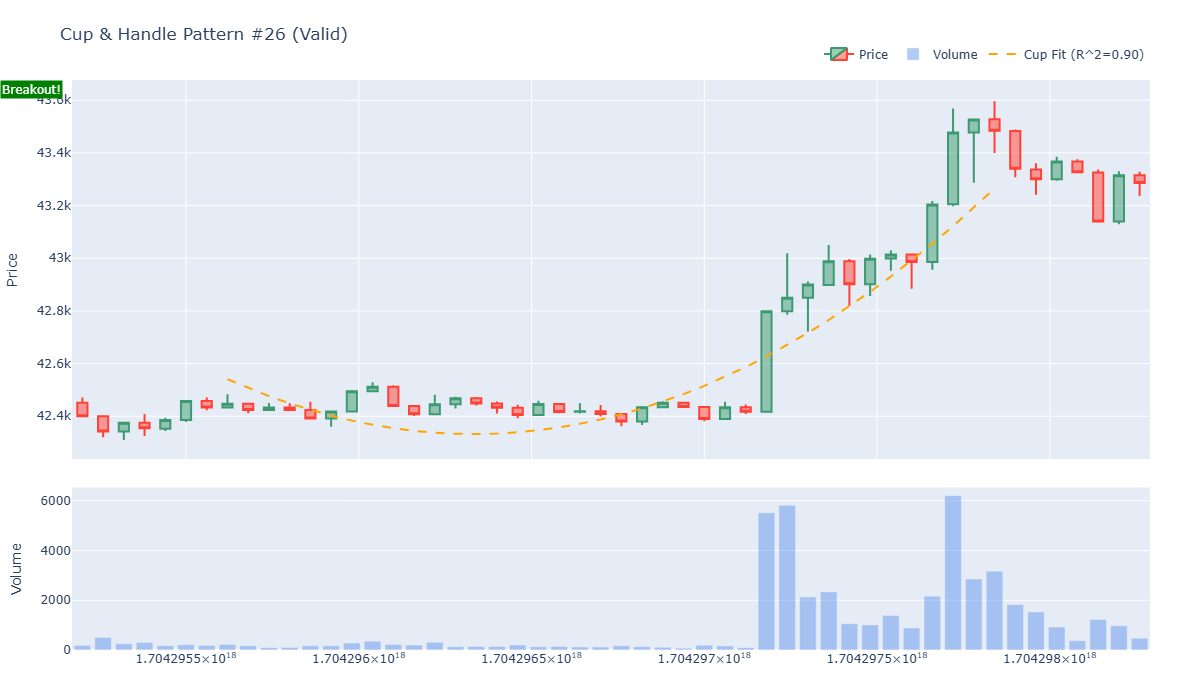 Cup & Handle Pattern #26 (Valid)
Price
Volume
Cup Fit (R^2=0.90)
Breakout!
43.6k
43.4k
43.2k
43k
42.8k
42.6k
42.4k
Price
6000
4000
2000
0
Volume
1.7042955×10¹⁸
1.704296×10¹⁸
1.7042965×10¹⁸
1.704297×10¹⁸
1.7042975×10¹⁸
1.704298×10¹⁸